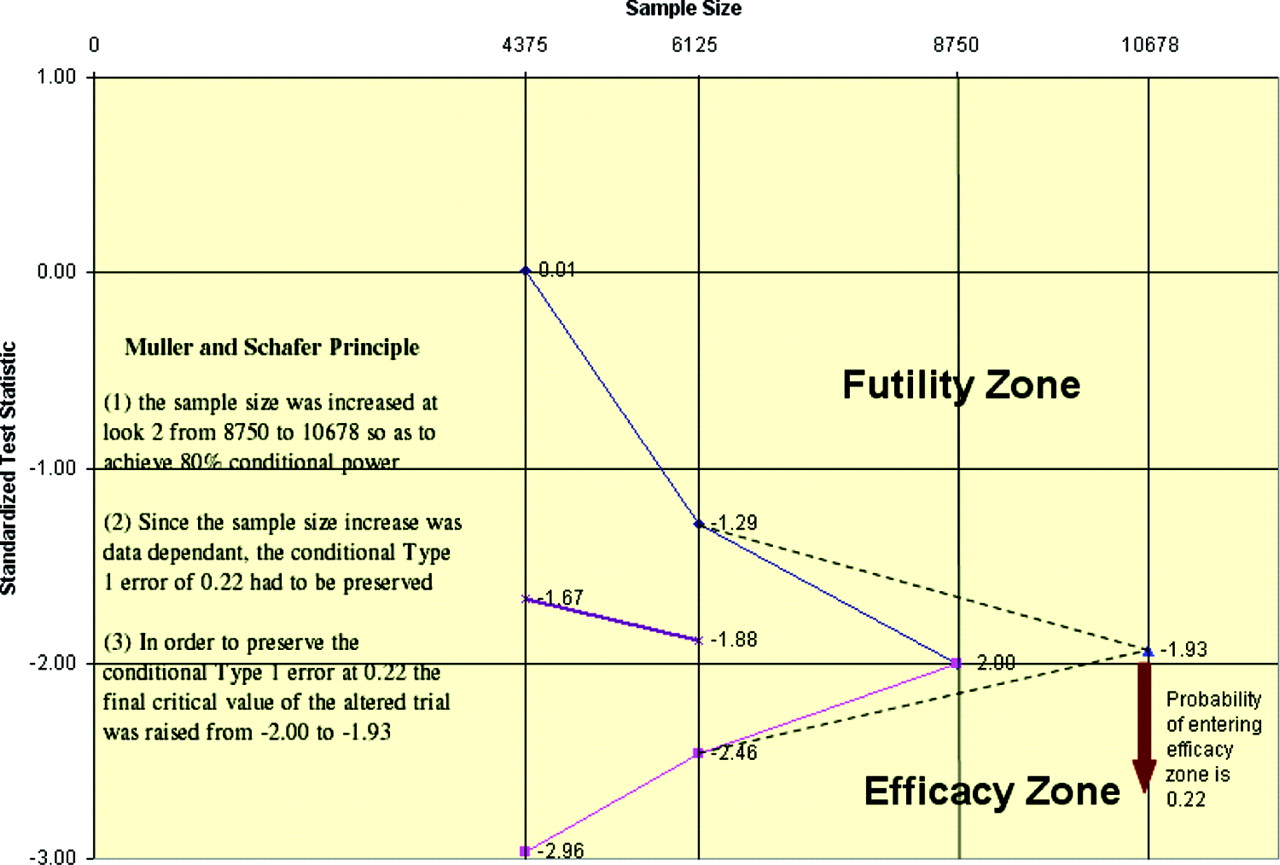 Sample Size
0 4375 6125 8750 10678
1.00
0.00
-1.00
-2.00
-3.00
Standardized Test Statistic
0.01
-1.29
-1.67
-1.88
-2.00
-1.93
-2.46
-2.96
Muller and Schafer Principle
(1) the sample size was increased at
look 2 from 8750 to 10678 so as to
achieve 80% conditional power
(2) Since the sample size increase was
data dependant, the conditional Type
1 error of 0.22 had to be preserved
(3) In order to preserve the
conditional Type 1 error at 0.22 the
final critical value of the altered trial
was raised from -2.00 to -1.93
Futility Zone
Efficacy Zone
Probability
of entering
efficacy
zone is
0.22